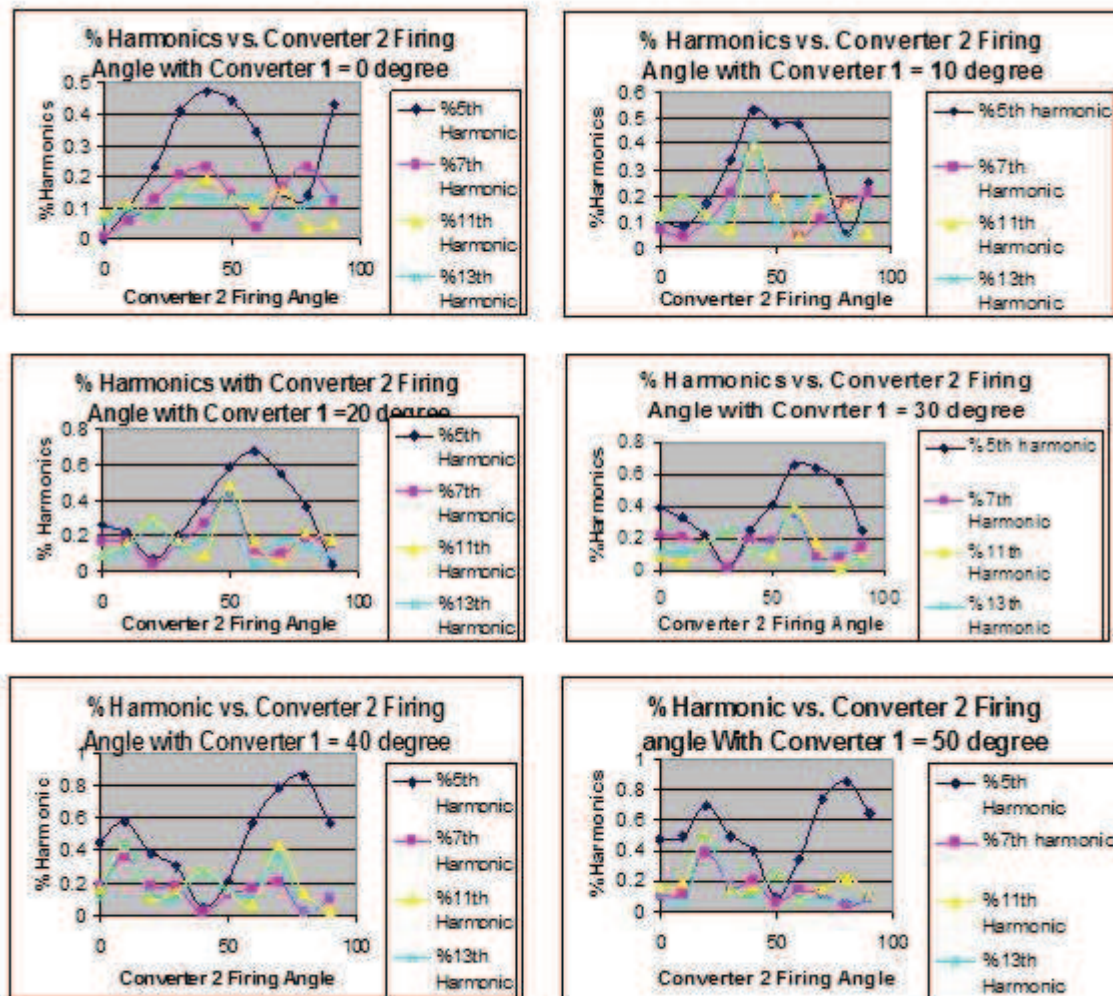 % Harmonics vs. Converter 2 Firing
Angle with Converter 1 = 0 degree
%Harmonics
0.5
0.4
0.3
0.2
0.1
0
0
50
100
Converter 2 Firing Angle
%5th
Harmonic
%7th
Harmonic
%11th
Harmonic
%13th
Harmonic
% Harmonics vs. Converter 2 Firing
Angle with Converter 1 = 10 degree
%Harmonics
0.6
0.5
0.4
0.3
0.2
0.1
0
0
50
100
Converter 2 Firing Angle
%5th harmonic
%7th
Harmonic
%11th
Harmonic
%13th
Harmonic
% Harmonics with Converter 2 Firing
Angle with Converter 1 =20 degree
% Harmonics
0.8
0.6
0.4
0.2
0
0
50
100
Converter 2 Firing Angle
%5th
Harmonic
%7th
Harmonic
%11th
Harmonic
%13th
Harmonic
% Harmonics vs. Converter 2 Firing
Angle with Convrter 1 = 30 degree
%Harmonics
0.8
0.6
0.4
0.2
0
0
50
100
Converter 2 Firing Angle
%5th harmonic
%7th
Harmonic
%11th
Harmonic
%13th
Harmonic
% Harmonic vs. Converter 2 Firing
Angle with Converter 1 = 40 degree
% Harmonic
1
0.8
0.6
0.4
0.2
0
0
50
100
Converter 2 Firing Angle
%5th
Harmonic
%7th
Harmonic
%11th
Harmonic
%13th
Harmonic
% Harmonic vs. Converter 2 Firing
angle With Converter 1 = 50 degree
%Harmonics
1
0.8
0.6
0.4
0.2
0
0
50
100
Converter 2 Firing Angle
%5th
Harmonic
%7th harmonic
%11th
Harmonic
%13th
Harmonic